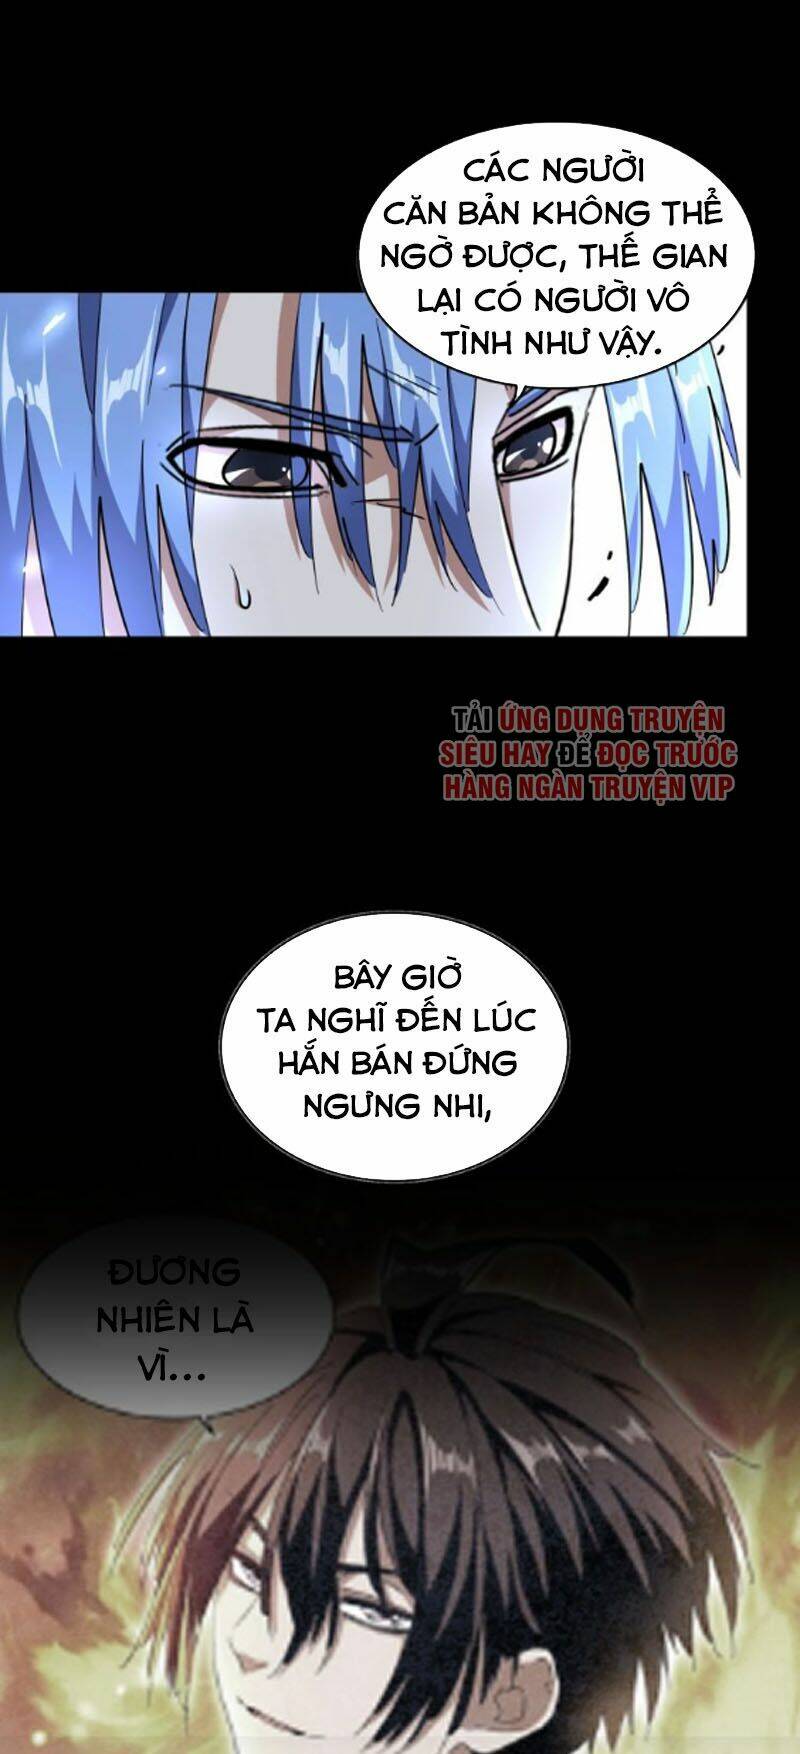 CÁC NGƯỜI
CĂN BẢN KHÔNG THỂ
NGỜ ĐƯỢC, THẾ GIAN
LẠI CÓ NGƯỜI VÔ
TÌNH NHƯ VẬY.
TẢI ỨNG DỤNG TRUYỆN
SIÊU HAY ĐỂ ĐỌC TRƯỚC
HÀNG NGÀN TRUYỆN VIP
BÂY GIỜ
TA NGHĨ ĐẾN LÚC
HẮN BÁN ĐỨNG
NGƯNG NHI,
ĐƯƠNG
NHIÊN LÀ
VÌ...